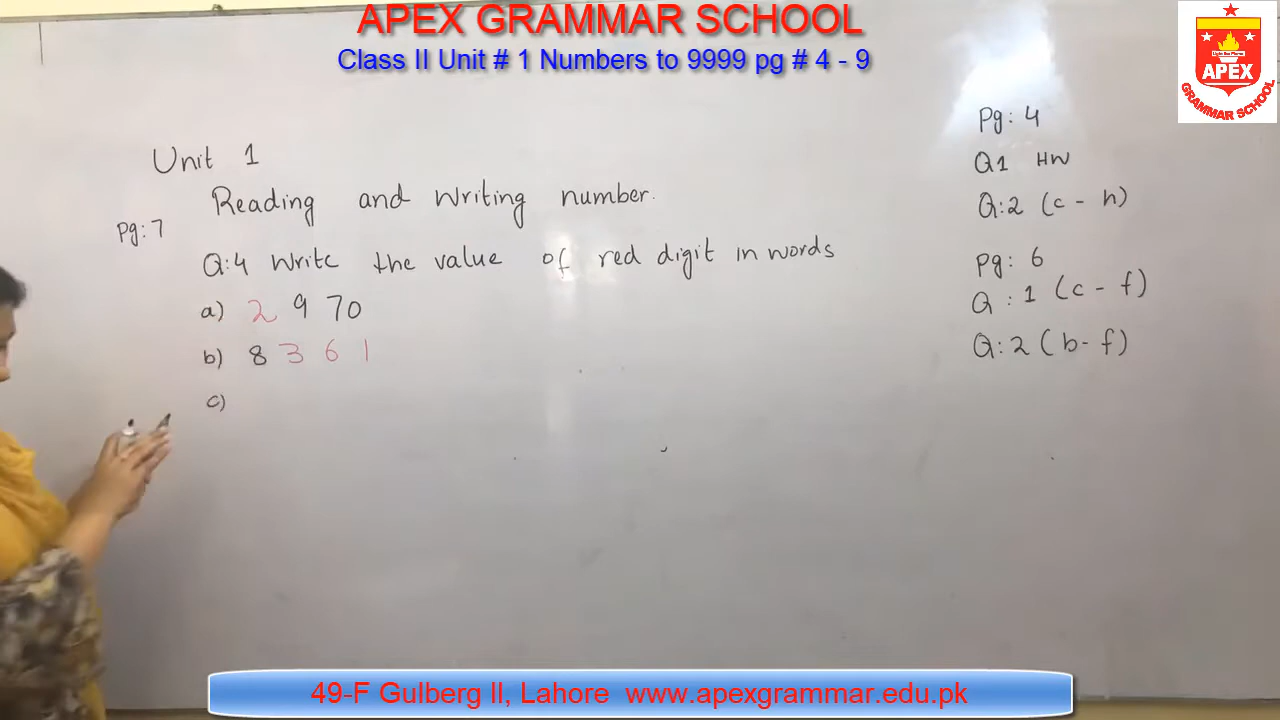 APEX GRAMMAR SCHOOL
Class II Unit # 1 Numbers to 9999 pg # 4 - 9
APEX
GRAMMAR SCHOOL
Unit 1
Reading and Writing number.
Pg: 7
Q:4 Write the value of red digit in words
a) 2 9 70
b) 8 3 6 1
c)
Pg: 4
Q1 HW
Q:2 (c - h)
Pg: 6
Q : 1 (c - f)
Q:2 (b - f)
49-F Gulberg II, Lahore www.apexgrammar.edu.pk